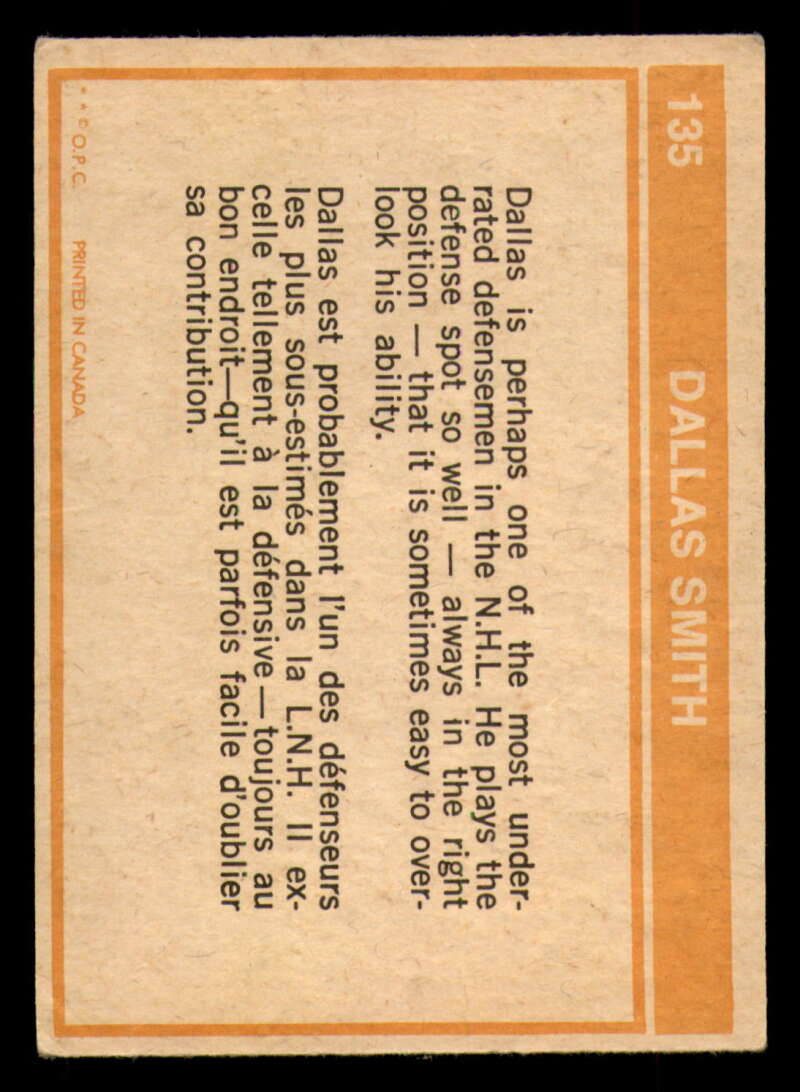 135 DALLAS SMITH
Dallas is perhaps one of the most under-
rated defensemen in the N.H.L. He plays the
defense spot so well — always in the right
position — that it is sometimes easy to over-
look his ability.
Dallas est probablement l'un des défenseurs
les plus sous-estimés dans la L.N.H. Il ex-
celle tellement à la défensive — toujours au
bon endroit—qu'il est parfois facile d'oublier
sa contribution.
* * © O.P.C. PRINTED IN CANADA